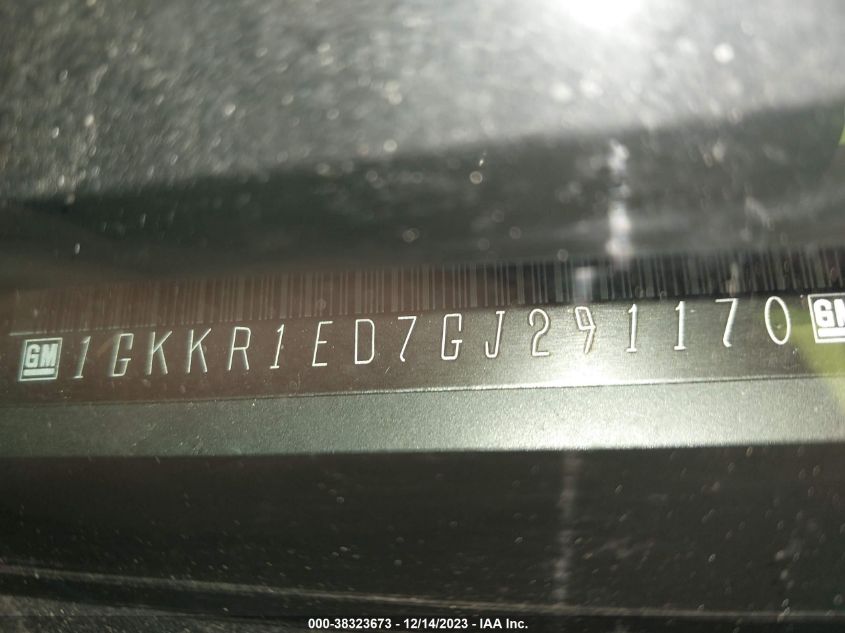 GM 1GKKR1ED7GJ291170 GM
000-38323673 - 12/14/2023 - IAA Inc.